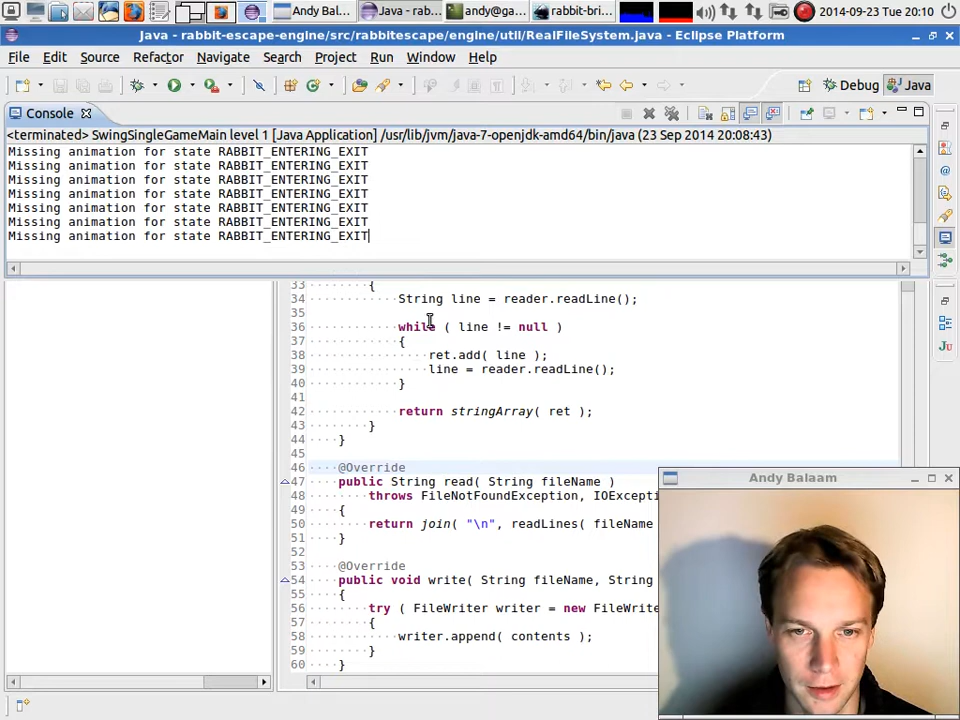 Andy Bal...
Java - rab...
andy@ga...
rabbit-bri...
2014-09-23 Tue 20:10
Java - rabbit-escape-engine/src/rabbitescape/engine/util/RealFileSystem.java - Eclipse Platform
File Edit Source Refactor Navigate Search Project Run Window Help
Debug
Java
Console
<terminated> SwingSingleGameMain level 1 [Java Application] /usr/lib/jvm/java-7-openjdk-amd64/bin/java (23 Sep 2014 20:08:43)
Missing animation for state RABBIT_ENTERING_EXIT
Missing animation for state RABBIT_ENTERING_EXIT
Missing animation for state RABBIT_ENTERING_EXIT
Missing animation for state RABBIT_ENTERING_EXIT
Missing animation for state RABBIT_ENTERING_EXIT
Missing animation for state RABBIT_ENTERING_EXIT
Missing animation for state RABBIT_ENTERING_EXIT
33 {
34 String line = reader.readLine();
35
36 while ( line != null )
37 {
38 ret.add( line );
39 line = reader.readLine();
40 }
41
42 return stringArray( ret );
43 }
44 }
45
46 @Override
47 public String read( String fileName )
48 throws FileNotFoundException, IOExcepti
49 {
50 return join( "\n", readLines( fileName
51 }
52
53 @Override
54 public void write( String fileName, String
55 {
56 try ( FileWriter writer = new FileWrite
57 {
58 writer.append( contents );
59 }
60 }
Andy Balaam